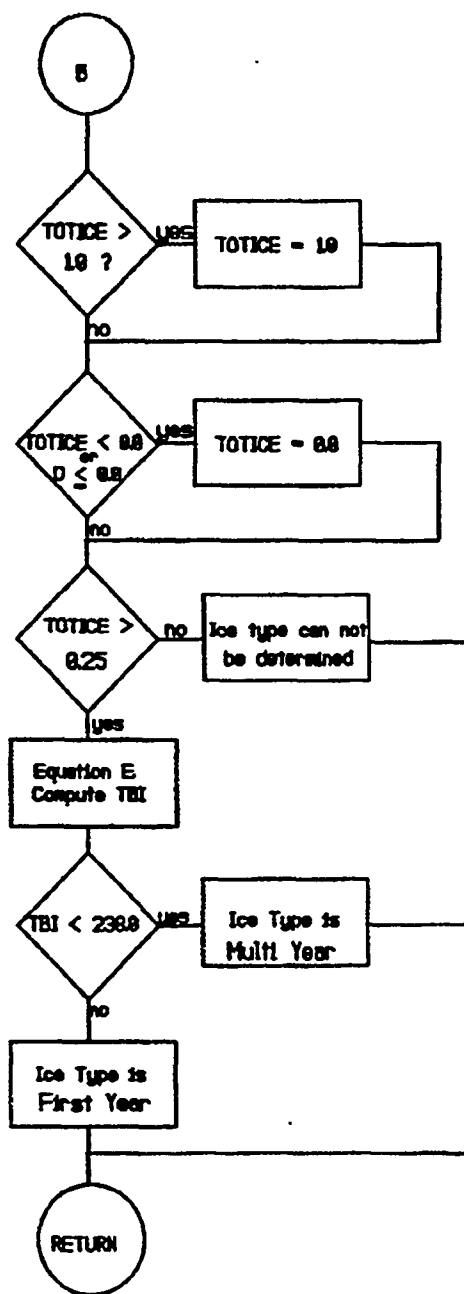 5
TOTICE >
1.0 ?
yes
TOTICE = 1.0
no
TOTICE < 0.0
or
D ≤ 0.0
yes
TOTICE = 0.0
no
TOTICE >
0.25
no
Ice type can not
be determined
yes
Equation E
Compute TBI
TBI < 238.0
yes
Ice Type is
Multi Year
no
Ice Type is
First Year
RETURN